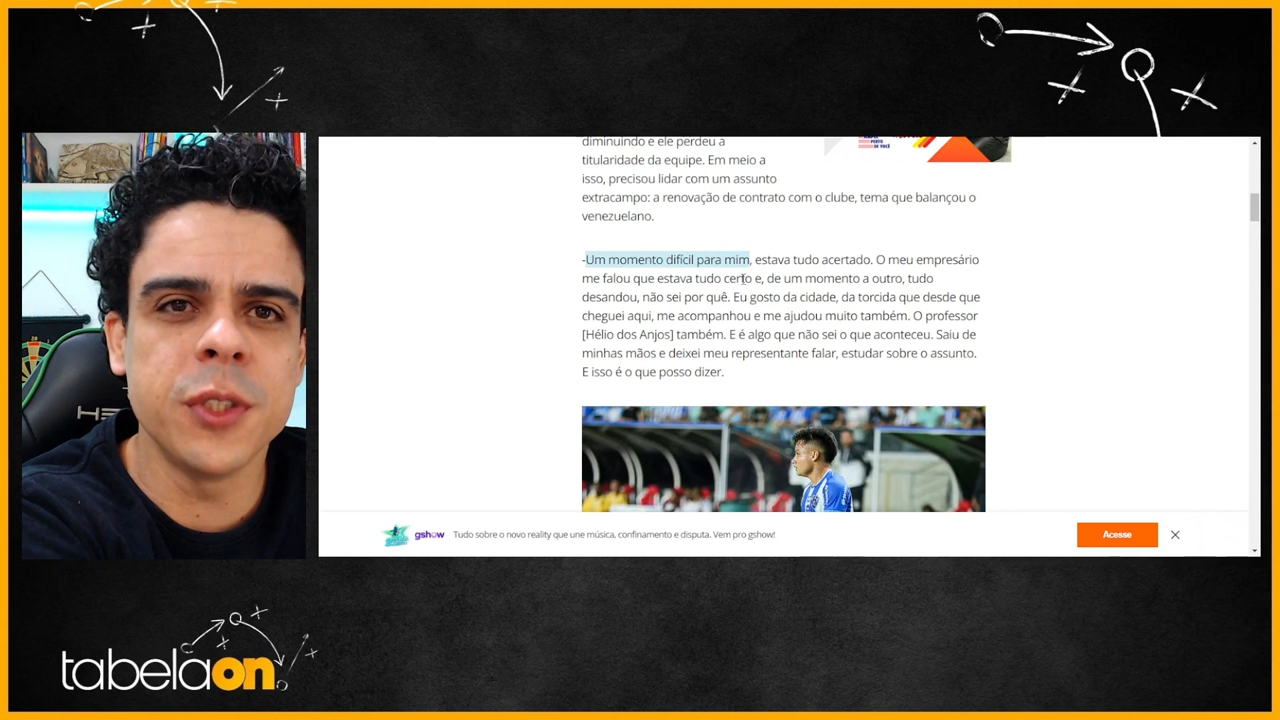 diminuindo e ele perdeu a
titularidade da equipe. Em meio a
isso, precisou lidar com um assunto
extracampo: a renovação de contrato com o clube, tema que balançou o
venezuelano.
-Um momento difícil para mim, estava tudo acertado. O meu empresário
me falou que estava tudo certo e, de um momento a outro, tudo
desandou, não sei por quê. Eu gosto da cidade, da torcida que desde que
cheguei aqui, me acompanhou e me ajudou muito também. O professor
[Hélio dos Anjos] também. E é algo que não sei o que aconteceu. Saiu de
minhas mãos e deixei meu representante falar, estudar sobre o assunto.
E isso é o que posso dizer.
gshow Tudo sobre o novo reality que une música, confinamento e disputa. Vem pro gshow! Acesse
tabelaon